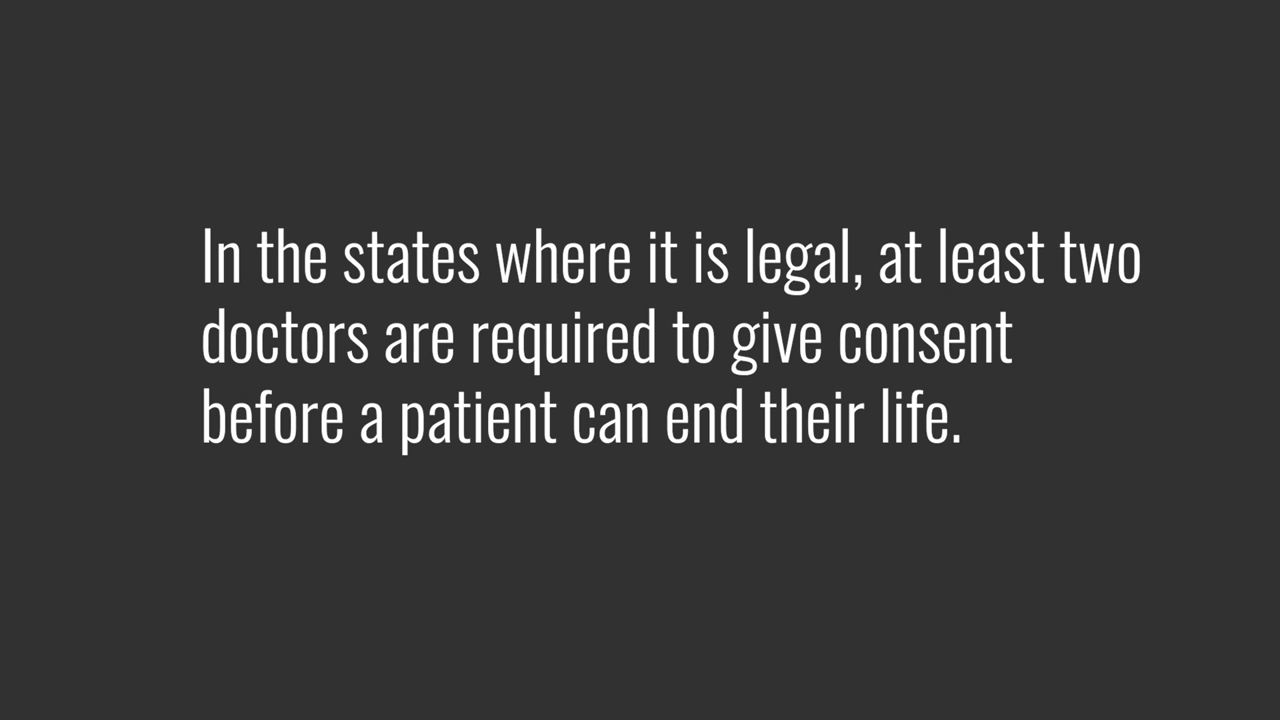 In the states where it is legal, at least two
doctors are required to give consent
before a patient can end their life.